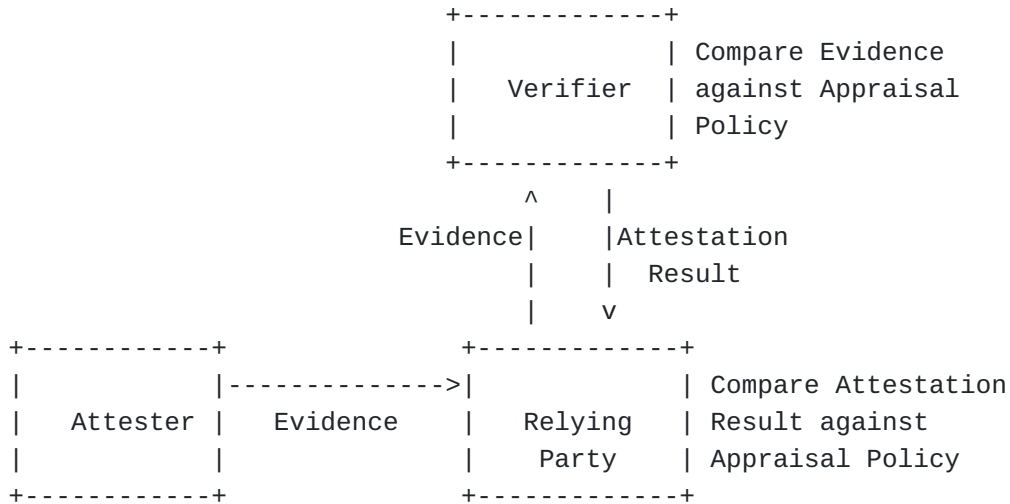 +-------------+
                            |             | Compare Evidence
                            |   Verifier  | against Appraisal
                            |             | Policy
                            +-------------+
                                 ^    |
                         Evidence|    |Attestation
                                 |    |  Result
                                 |    v
+------------+               +-------------+
|            |-------------->|             | Compare Attestation
|   Attester |   Evidence    |   Relying   | Result against
|            |               |    Party    | Appraisal Policy
+------------+               +-------------+